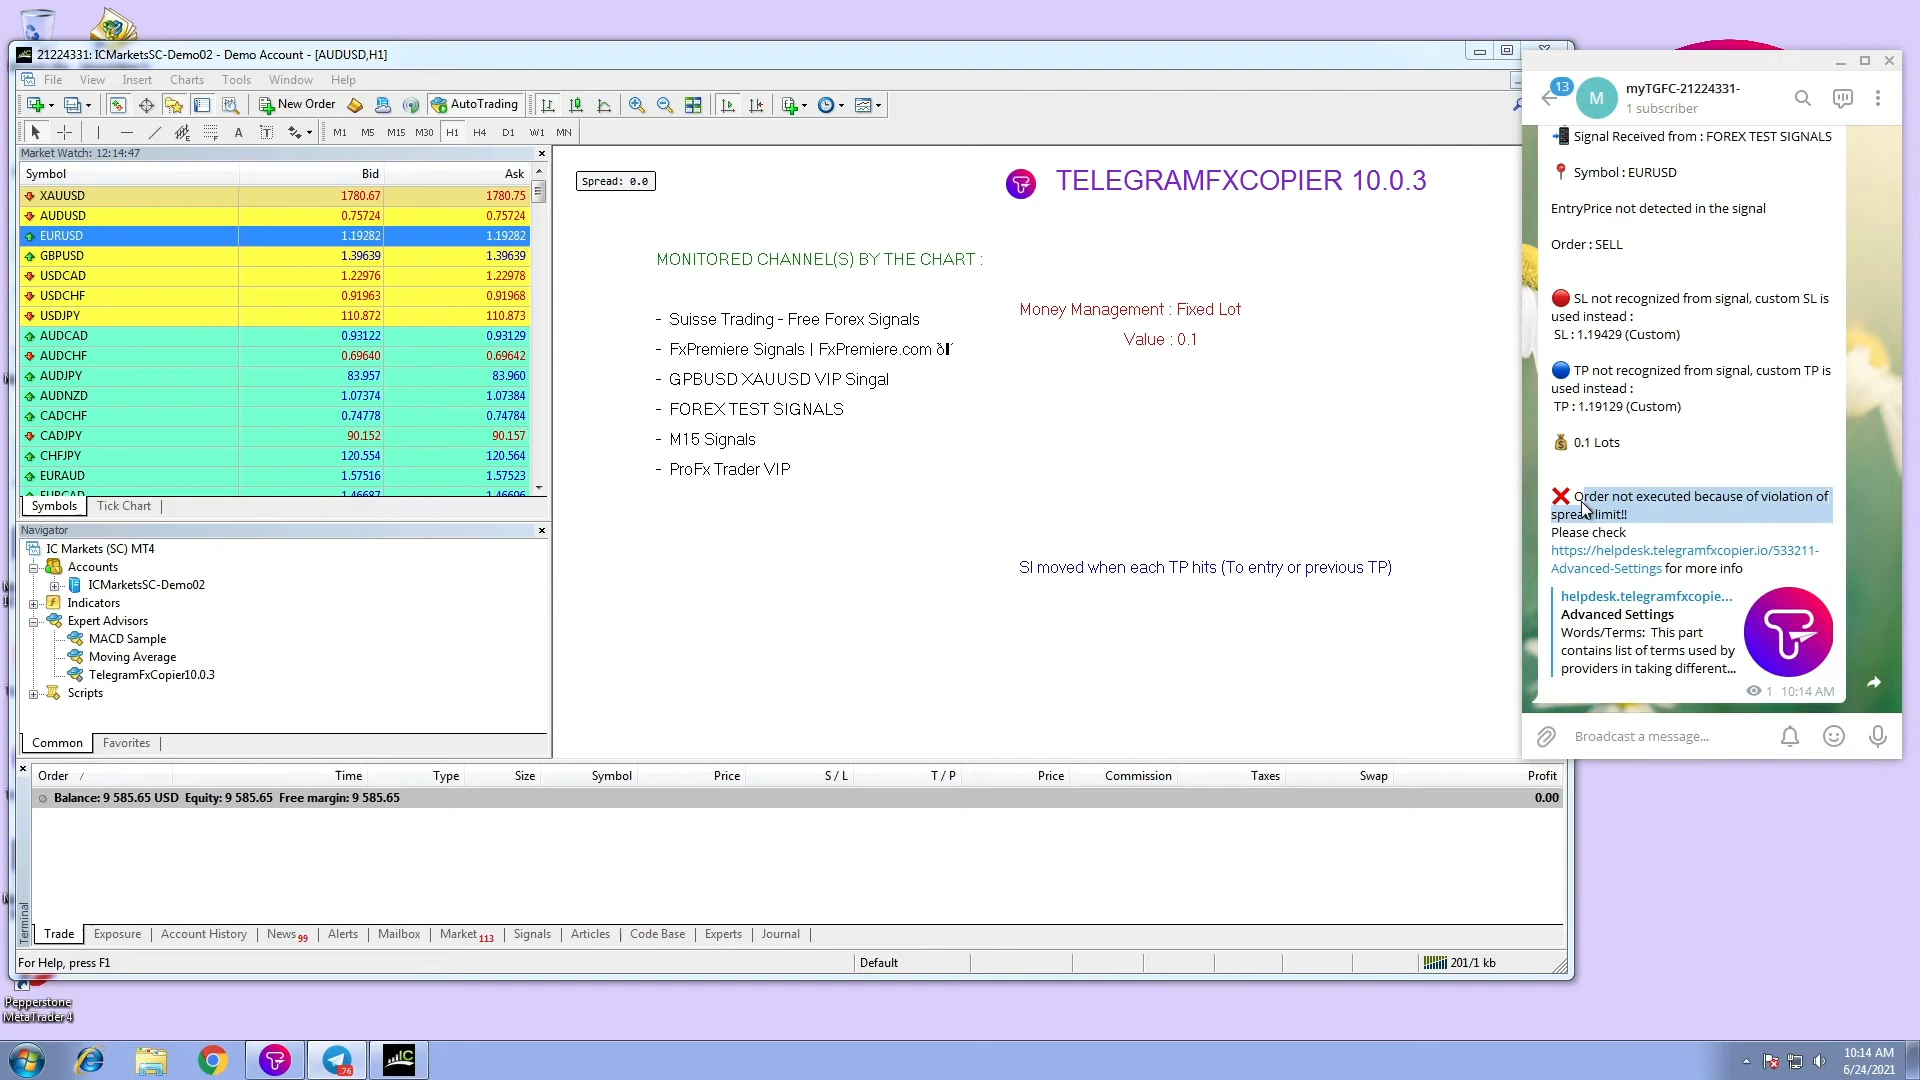 21224331: ICMarketsSC-Demo02 - Demo Account - [AUDUSD,H1]
File View Insert Charts Tools Window Help
New Order AutoTrading
A T M1 M5 M15 M30 H1 H4 D1 W1 MN
Market Watch: 12:14:47
Symbol Bid Ask
XAUUSD 1780.67 1780.75
AUDUSD 0.75724 0.75724
EURUSD 1.19282 1.19282
GBPUSD 1.39639 1.39639
USDCAD 1.22976 1.22978
USDCHF 0.91963 0.91968
USDJPY 110.872 110.873
AUDCAD 0.93122 0.93129
AUDCHF 0.69640 0.69642
AUDJPY 83.957 83.960
AUDNZD 1.07374 1.07384
CADCHF 0.74778 0.74784
CADJPY 90.152 90.157
CHFJPY 120.554 120.564
EURAUD 1.57516 1.57523
EURCAD 1.46687 1.46696
Symbols Tick Chart
Navigator
IC Markets (SC) MT4
Accounts
ICMarketsSC-Demo02
Indicators
Expert Advisors
MACD Sample
Moving Average
TelegramFxCopier10.0.3
Scripts
Common Favorites
Spread: 0.0
TELEGRAMFXCOPIER 10.0.3
MONITORED CHANNEL(S) BY THE CHART :
- Suisse Trading - Free Forex Signals
- FxPremiere Signals | FxPremiere.com
- GPBUSD XAUUSD VIP Singal
- FOREX TEST SIGNALS
- M15 Signals
- ProFx Trader VIP
Money Management : Fixed Lot
Value : 0.1
Sl moved when each TP hits (To entry or previous TP)
Order / Time Type Size Symbol Price S / L T / P Price Commission Taxes Swap Profit
Balance: 9 585.65 USD Equity: 9 585.65 Free margin: 9 585.65 0.00
Terminal
Trade Exposure Account History News 99 Alerts Mailbox Market 113 Signals Articles Code Base Experts Journal
For Help, press F1 Default 201/1 kb
13
M
myTGFC-21224331-
1 subscriber
Signal Received from : FOREX TEST SIGNALS
Symbol : EURUSD
EntryPrice not detected in the signal
Order : SELL
SL not recognized from signal, custom SL is
used instead :
SL : 1.19429 (Custom)
TP not recognized from signal, custom TP is
used instead :
TP : 1.19129 (Custom)
0.1 Lots
Order not executed because of violation of
spread limit!!
Please check
https://helpdesk.telegramfxcopier.io/533211-
Advanced-Settings for more info
helpdesk.telegramfxcopie...
Advanced Settings
Words/Terms: This part
contains list of terms used by
providers in taking different...
1 10:14 AM
Broadcast a message...
Pepperstone
MetaTrader 4
.76
IC
10:14 AM
6/24/2021